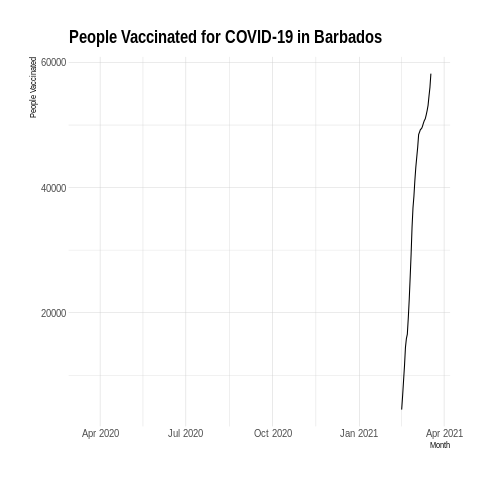 People Vaccinated for COVID-19 in Barbados
People Vaccinated
60000
40000
20000
Apr 2020 Jul 2020 Oct 2020 Jan 2021 Apr 2021
Month